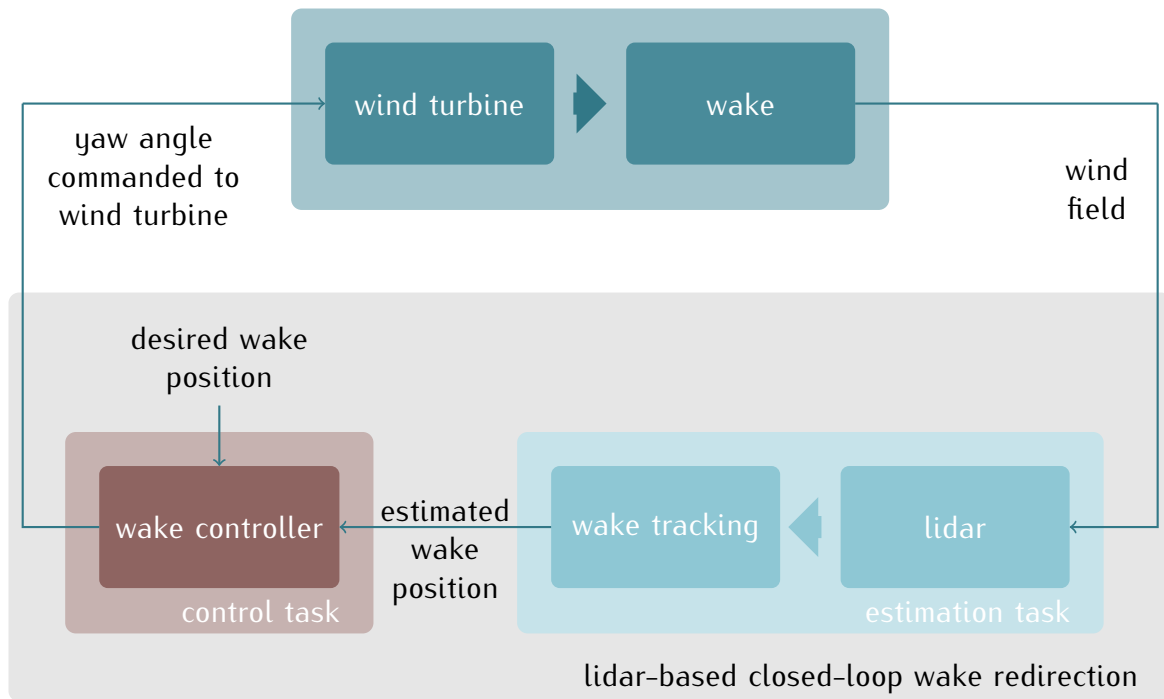 wind turbine
wake
yaw angle
commanded to
wind turbine
wind
field
desired wake
position
wake controller
estimated
wake
position
wake tracking
lidar
control task
estimation task
lidar-based closed-loop wake redirection